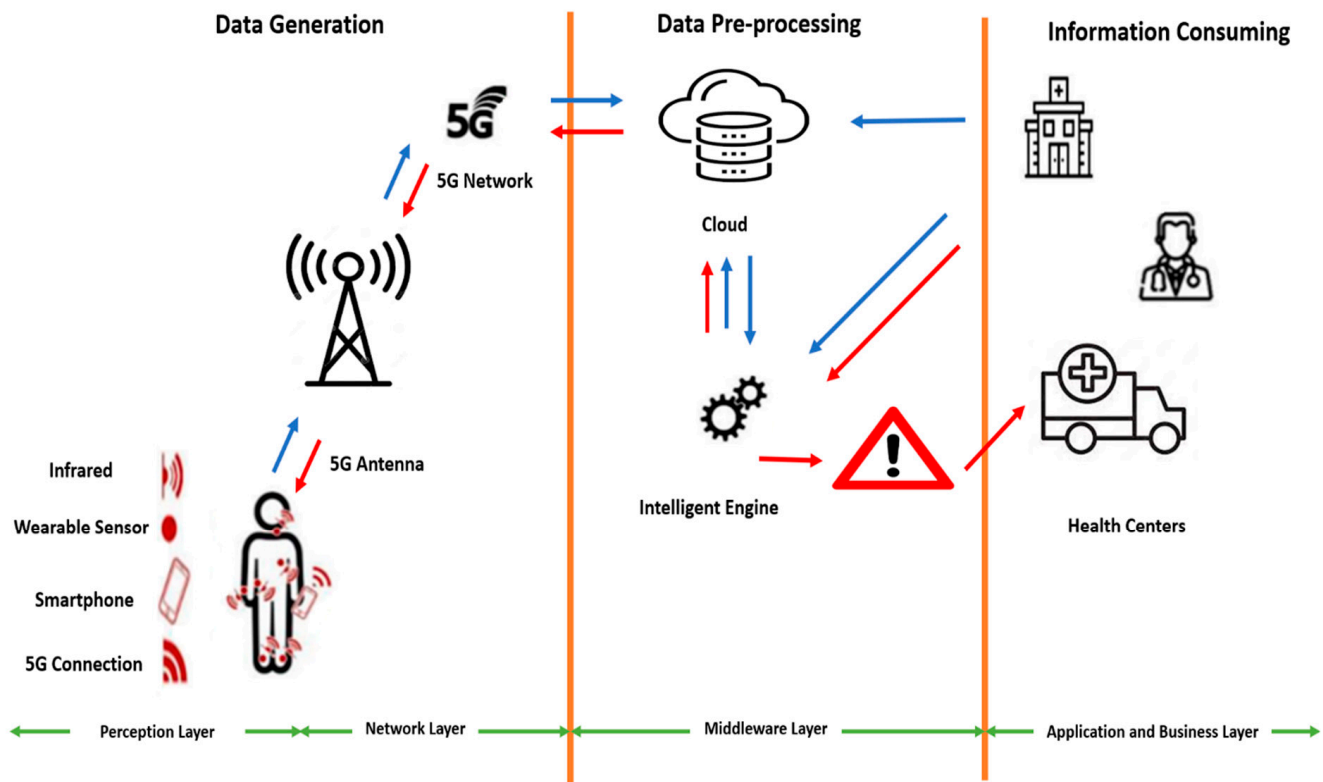 Data Generation
Data Pre-processing
Information Consuming
5G
5G Network
Cloud
5G Antenna
Infrared
Wearable Sensor
Smartphone
5G Connection
Intelligent Engine
Health Centers
Perception Layer
Network Layer
Middleware Layer
Application and Business Layer